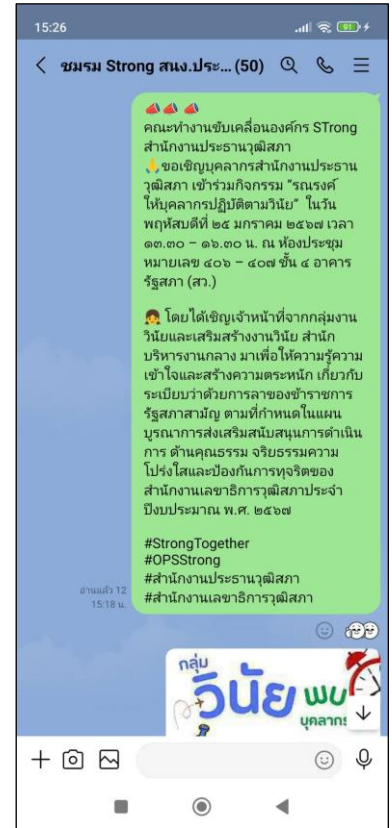 15:26
91
ชมรม Strong สนง.ประ... (50)
คณะทำงานขับเคลื่อนองค์กร STrong
สำนักงานประธานวุฒิสภา
🙏ขอเชิญบุคลากรสำนักงานประธาน
วุฒิสภา เข้าร่วมกิจกรรม "รณรงค์
ให้บุคลากรปฏิบัติตามวินัย" ในวัน
พฤหัสบดีที่ ๒๕ มกราคม ๒๕๖๗ เวลา
๑๓.๓๐ – ๑๖.๓๐ น. ณ ห้องประชุม
หมายเลข ๔๐๖ – ๔๐๗ ชั้น ๔ อาคาร
รัฐสภา (สว.)
👧 โดยได้เชิญเจ้าหน้าที่จากกลุ่มงาน
วินัยและเสริมสร้างงานวินัย สำนัก
บริหารงานกลาง มาเพื่อให้ความรู้ความ
เข้าใจและสร้างความตระหนัก เกี่ยวกับ
ระเบียบว่าด้วยการลาของข้าราชการ
รัฐสภาสามัญ ตามที่กำหนดในแผน
บูรณาการส่งเสริมสนับสนุนการดำเนิน
การ ด้านคุณธรรม จริยธรรมความ
โปร่งใสและป้องกันการทุจริตของ
สำนักงานเลขาธิการวุฒิสภาประจำ
ปีงบประมาณ พ.ศ. ๒๕๖๗
#StrongTogether
#OPSStrong
#สำนักงานประธานวุฒิสภา
#สำนักงานเลขาธิการวุฒิสภา
อ่านแล้ว 12
15:18 น.
กลุ่ม
วินัย พบ
บุคลากร